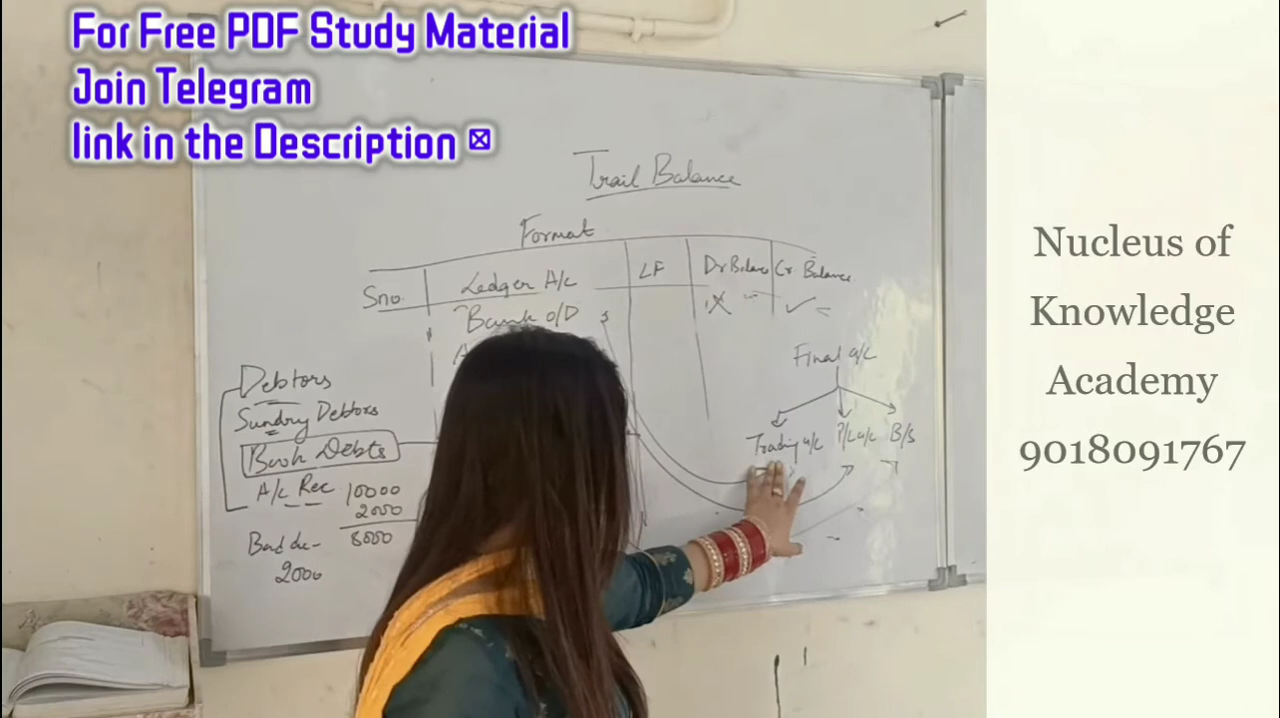 For Free PDF Study Material
Join Telegram
link in the Description
Trail Balance
Format
Sno.
Ledger A/c
LF
Dr Balance
Cr Balance
Bank O/D
Final a/c
Trading a/c
P/L a/c
B/S
Debtors
Sundry Debtors
Book Debts
A/c Rec
10000
2000
8000
Bad de-
2000
Nucleus of
Knowledge
Academy
9018091767